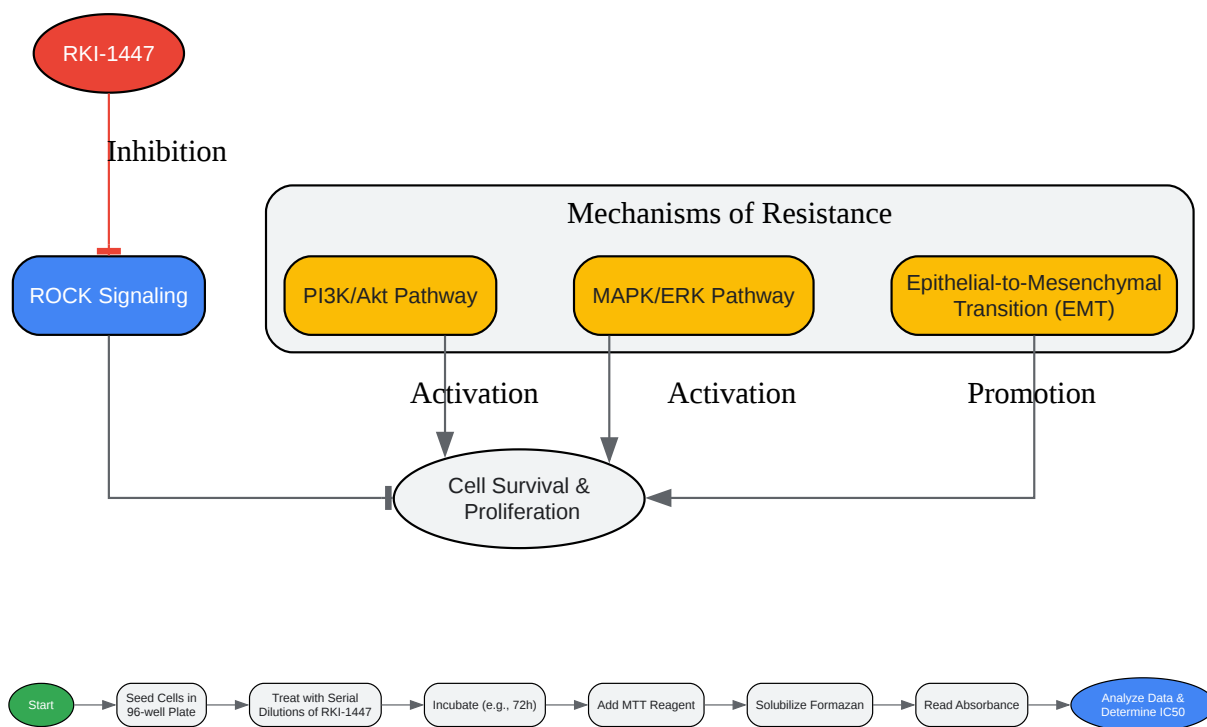 RKI-1447
Inhibition
Mechanisms of Resistance
ROCK Signaling
PI3K/Akt Pathway
MAPK/ERK Pathway
Epithelial-to-Mesenchymal
Transition (EMT)
Activation
Activation
Promotion
Cell Survival &
Proliferation
Start
Seed Cells in
96-well Plate
Treat with Serial
Dilutions of RKI-1447
Incubate (e.g., 72h)
Add MTT Reagent
Solubilize Formazan
Read Absorbance
Analyze Data &
Determine IC50